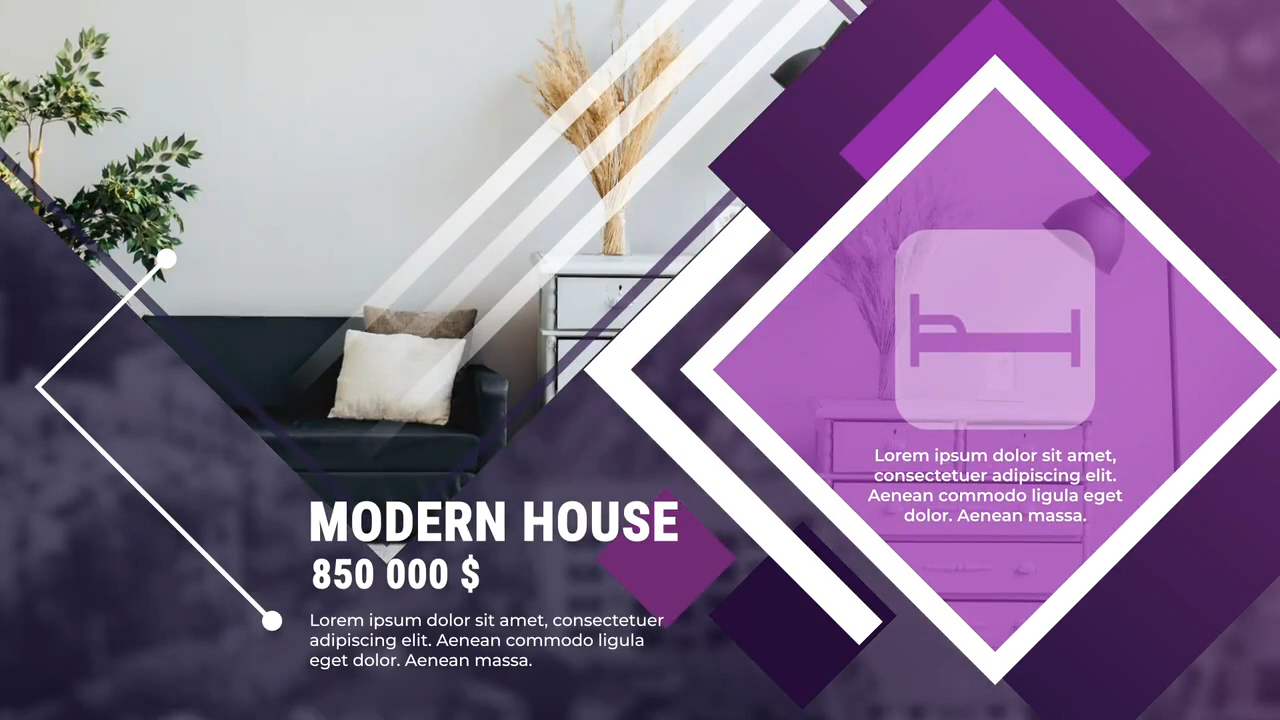 MODERN HOUSE
850 000 $
Lorem ipsum dolor sit amet, consectetuer
adipiscing elit. Aenean commodo ligula
eget dolor. Aenean massa.
Lorem ipsum dolor sit amet,
consectetuer adipiscing elit.
Aenean commodo ligula eget
dolor. Aenean massa.